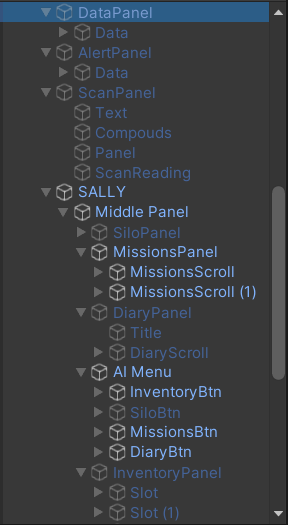 DataPanel
Data
AlertPanel
Data
ScanPanel
Text
Compouds
Panel
ScanReading
SALLY
Middle Panel
SiloPanel
MissionsPanel
MissionsScroll
MissionsScroll (1)
DiaryPanel
Title
DiaryScroll
AI Menu
InventoryBtn
SiloBtn
MissionsBtn
DiaryBtn
InventoryPanel
Slot
Slot (1)